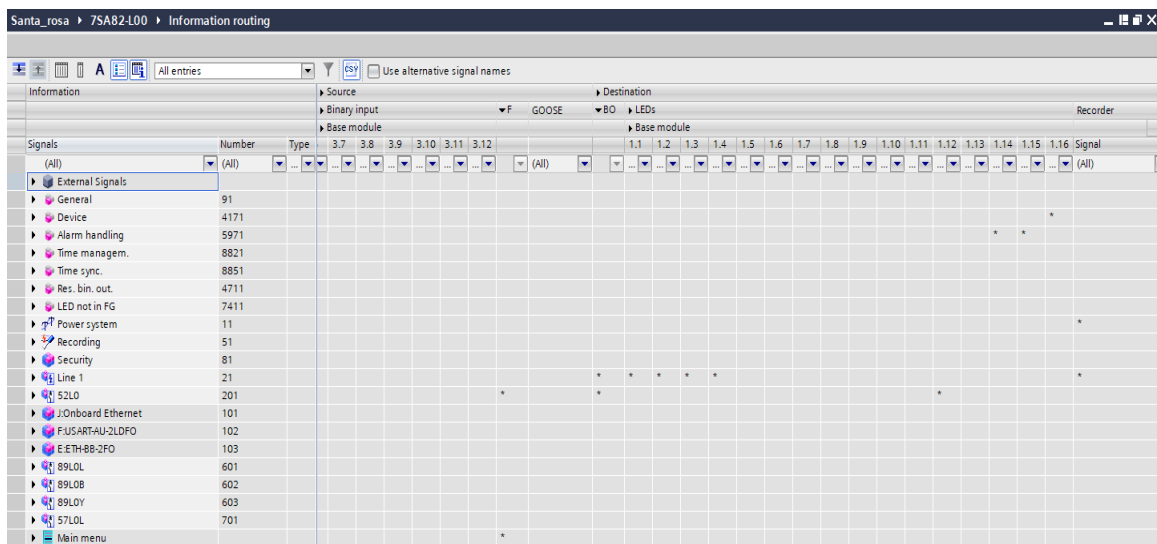 Santa_rosa ▸ 7SA82-L00 ▸ Information routing
A All entries CSV Use alternative signal names
Information Source Destination
Binary input F GOOSE BO LEDs Recorder
Base module Base module
Signals Number Type 3.7 3.8 3.9 3.10 3.11 3.12 1.1 1.2 1.3 1.4 1.5 1.6 1.7 1.8 1.9 1.10 1.11 1.12 1.13 1.14 1.15 1.16 Signal
(All) (All) ... ... ... ... ... ... ... (All) ... ... ... ... ... ... ... ... ... ... ... ... ... ... ... ... (All)
External Signals
General 91
Device 4171 *
Alarm handling 5971 * *
Time managem. 8821
Time sync. 8851
Res. bin. out. 4711
LED not in FG 7411
Power system 11 *
Recording 51
Security 81
Line 1 21 * * * * * *
52L0 201 * * *
J:Onboard Ethernet 101
F:USART-AU-2LDFO 102
E:ETH-BB-2FO 103
89L0L 601
89L0B 602
89L0Y 603
57L0L 701
Main menu *